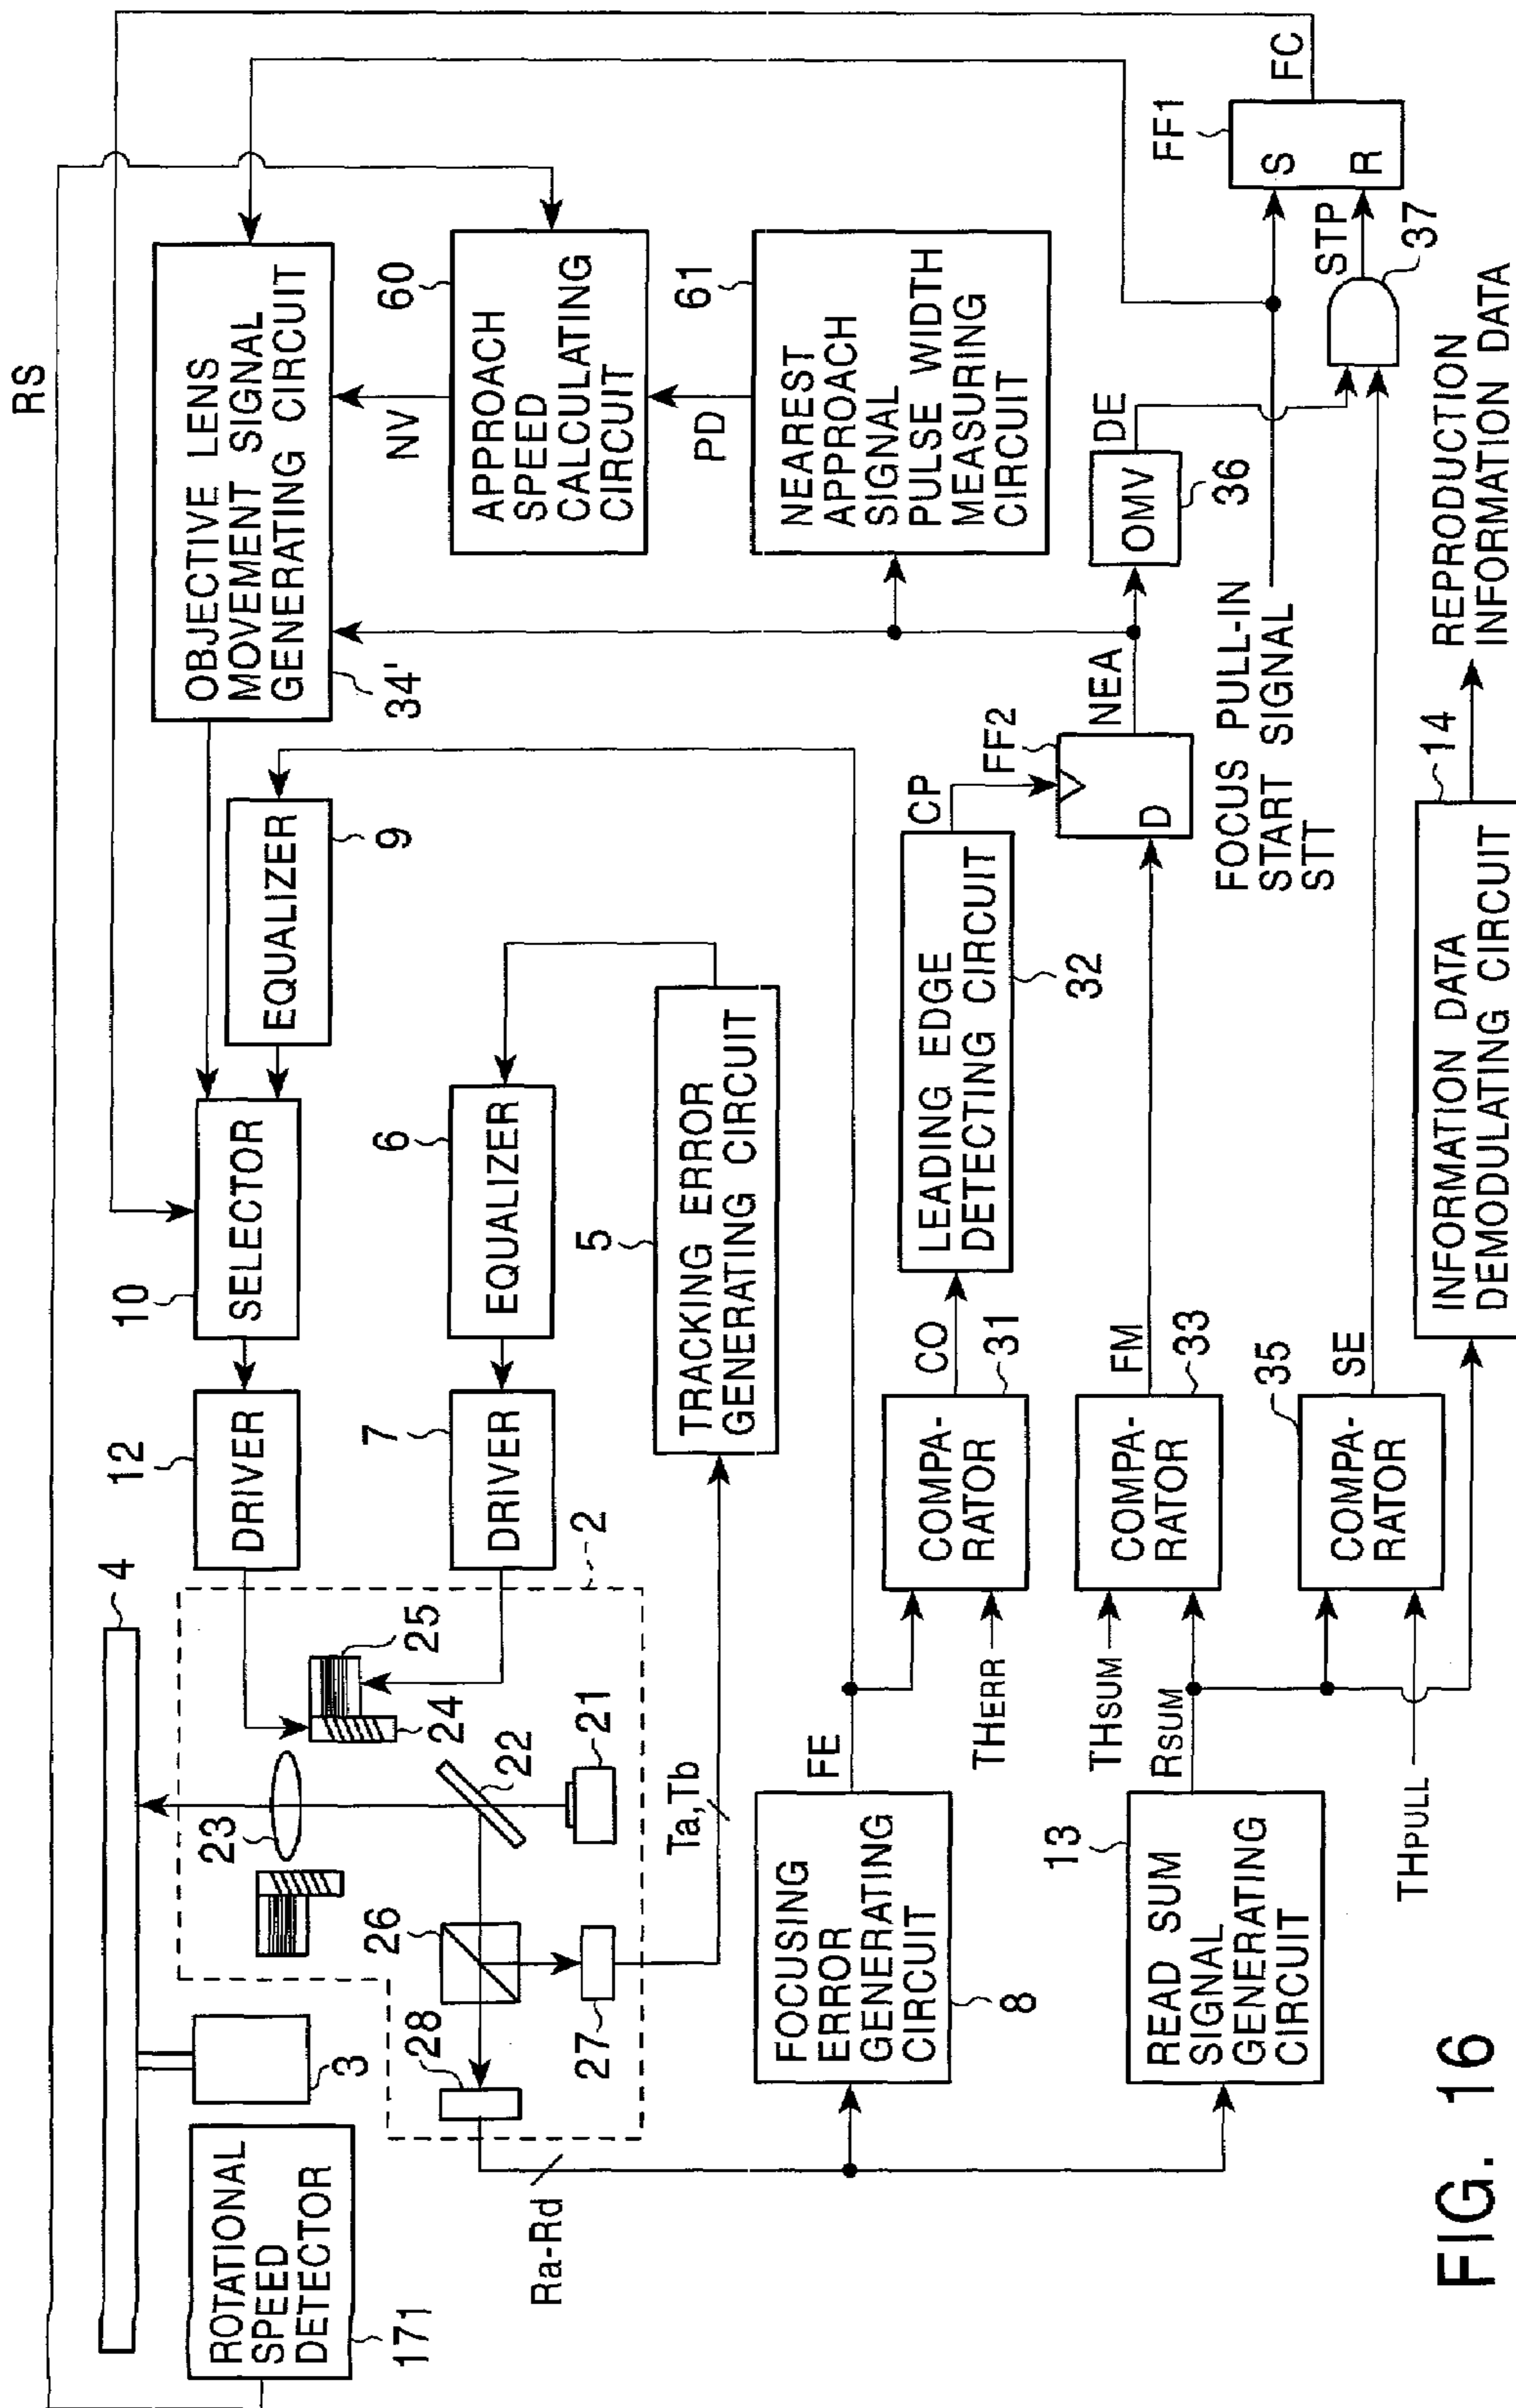 RS
4
12
DRIVER
10
SELECTOR
EQUALIZER
9
OBJECTIVE LENS
MOVEMENT SIGNAL
GENERATING CIRCUIT
34'
ROTATIONAL
SPEED
DETECTOR
171
3
23
25
24
2
7
DRIVER
6
EQUALIZER
NV
APPROACH
SPEED
CALCULATING
CIRCUIT
60
28
26
27
22
21
5
TRACKING ERROR
GENERATING CIRCUIT
PD
61
NEAREST
APPROACH
SIGNAL
PULSE WIDTH
MEASURING
CIRCUIT
Ra-Rd
Ta,Tb
FOCUSING
ERROR
GENERATING
CIRCUIT
8
FE
THERR
COMPA-
RATOR
31
CO
LEADING EDGE
DETECTING CIRCUIT
32
CP
FF2
D
NEA
OMV
36
DE
13
READ SUM
SIGNAL
GENERATING
CIRCUIT
THSUM
RSUM
COMPA-
RATOR
33
FM
FOCUS PULL-IN
START SIGNAL
STT
STP
37
FF1
S
R
FC
THPULL
35
COMPA-
RATOR
SE
14
INFORMATION DATA
DEMODULATING CIRCUIT
REPRODUCTION
INFORMATION DATA
FIG. 16